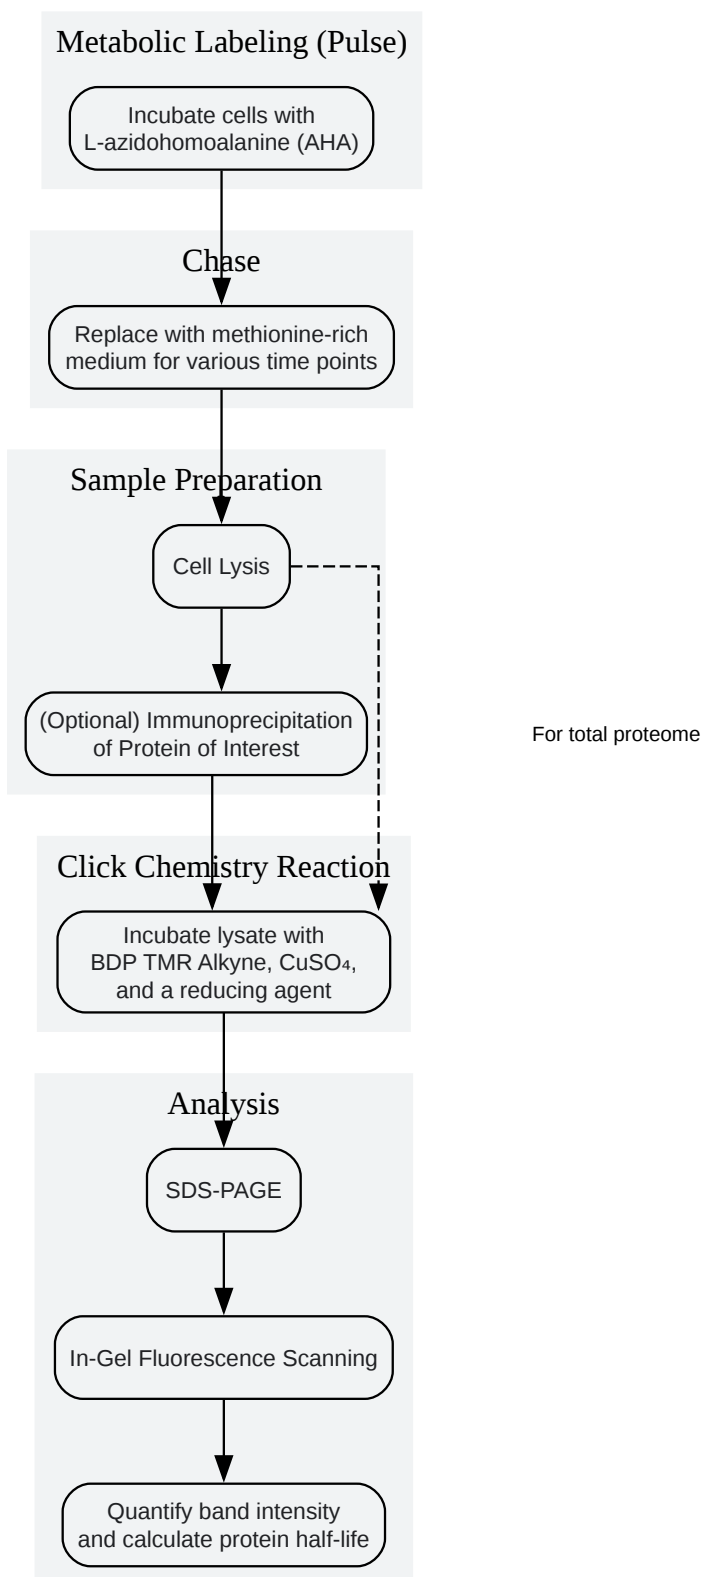 Metabolic Labeling (Pulse)
Incubate cells with
L-azidohomoalanine (AHA)
Chase
Replace with methionine-rich
medium for various time points
Sample Preparation
Cell Lysis
(Optional) Immunoprecipitation
of Protein of Interest
For total proteome
Click Chemistry Reaction
Incubate lysate with
BDP TMR Alkyne, CuSO₄,
and a reducing agent
Analysis
SDS-PAGE
In-Gel Fluorescence Scanning
Quantify band intensity
and calculate protein half-life